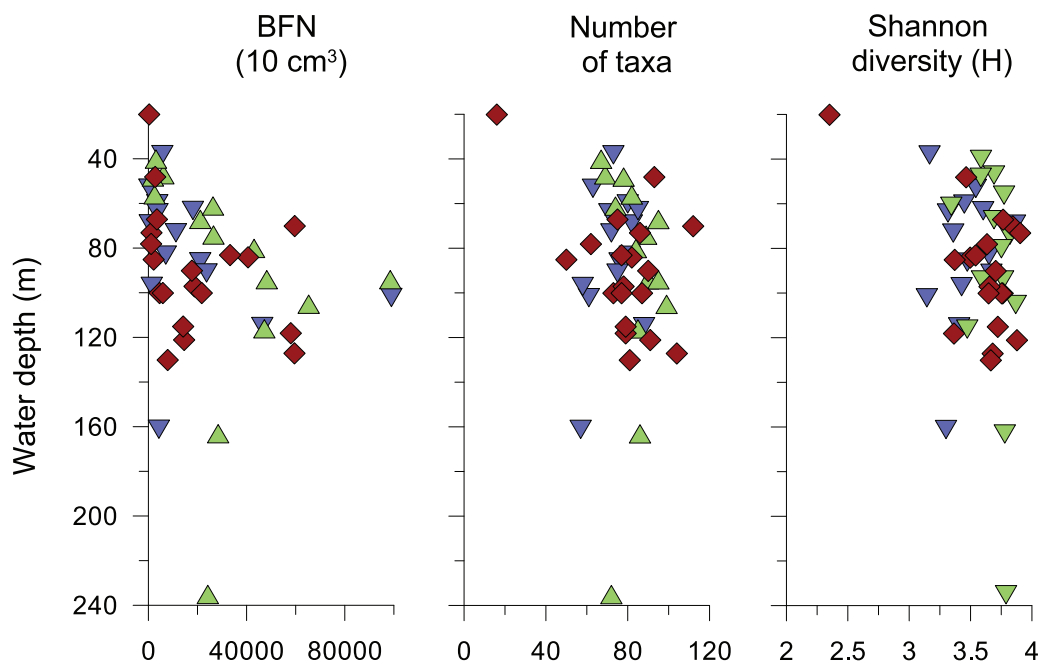 BFN
(10 cm³)
Number
of taxa
Shannon
diversity (H)
Water depth (m)
40
80
120
160
200
240
0 40000 80000
0 40 80 120
2 2.5 3 3.5 4